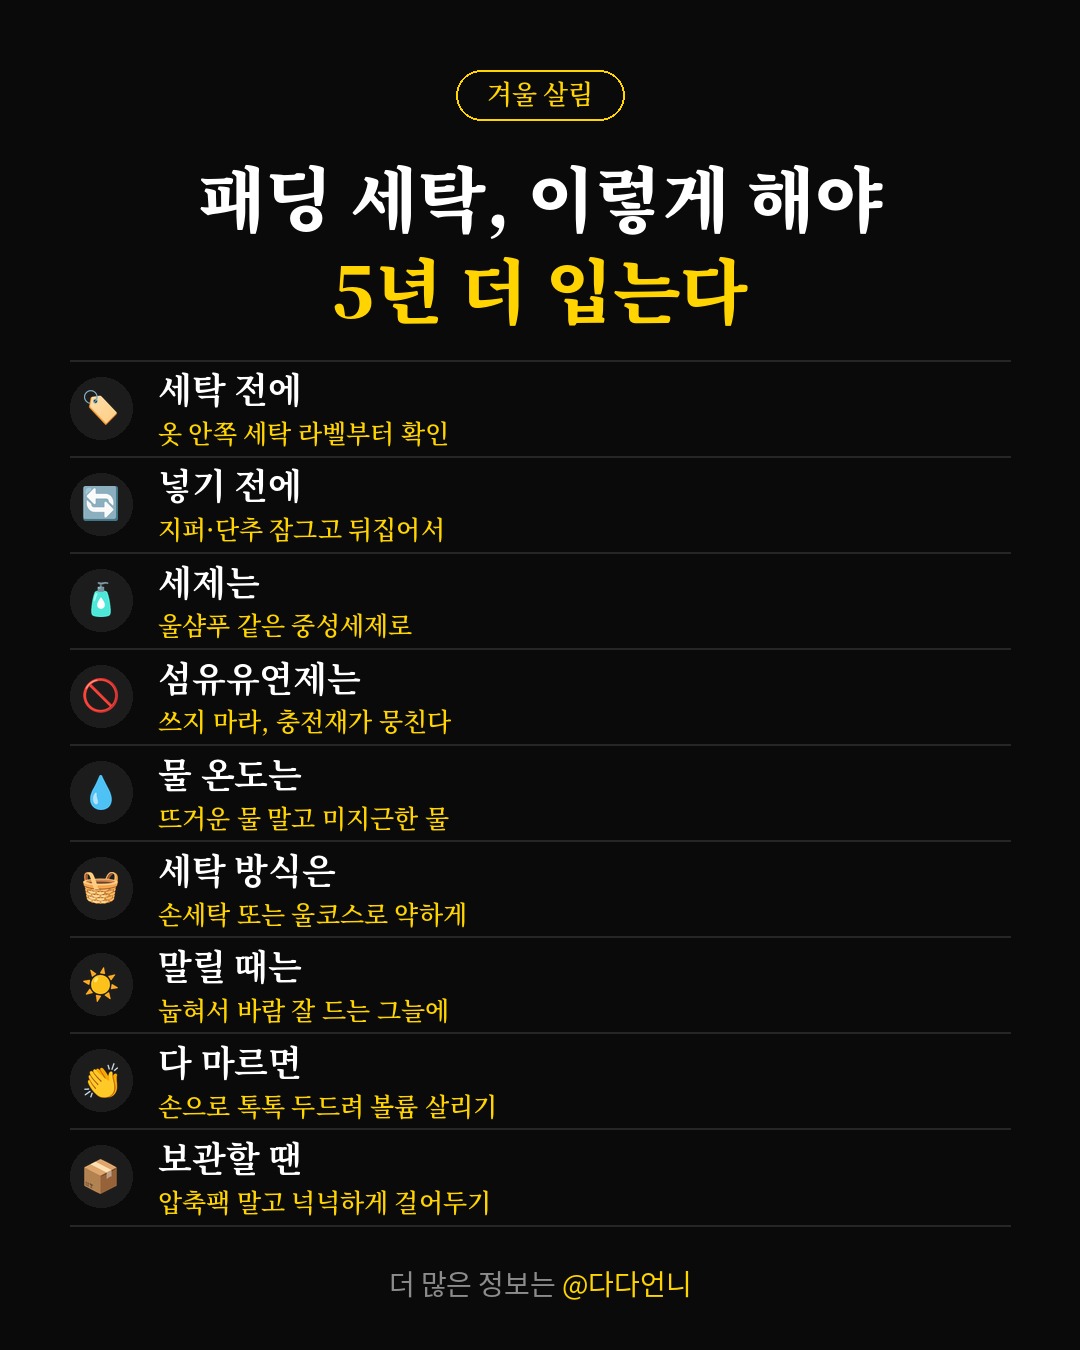 겨울 살림
패딩 세탁, 이렇게 해야
5년 더 입는다
세탁 전에
옷 안쪽 세탁 라벨부터 확인
넣기 전에
지퍼·단추 잠그고 뒤집어서
세제는
울샴푸 같은 중성세제로
섬유유연제는
쓰지 마라, 충전재가 뭉친다
물 온도는
뜨거운 물 말고 미지근한 물
세탁 방식은
손세탁 또는 울코스로 약하게
말릴 때는
눕혀서 바람 잘 드는 그늘에
다 마르면
손으로 톡톡 두드려 볼륨 살리기
보관할 땐
압축팩 말고 넉넉하게 걸어두기
더 많은 정보는 @다다언니